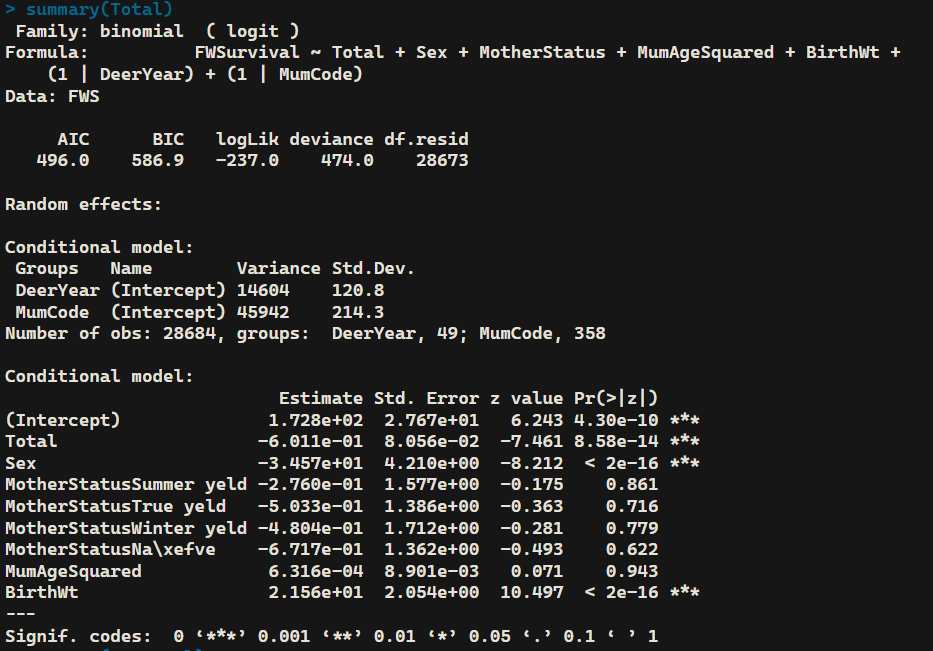 > summary(Total)
 Family: binomial  ( logit )
Formula:          FWSurvival ~ Total + Sex + MotherStatus + MumAgeSquared + BirthWt +
    (1 | DeerYear) + (1 | MumCode)
Data: FWS

     AIC      BIC   logLik deviance df.resid
   496.0    586.9   -237.0    474.0    28673

Random effects:

Conditional model:
 Groups   Name        Variance Std.Dev.
 DeerYear (Intercept) 14604    120.8
 MumCode  (Intercept) 45942    214.3
Number of obs: 28684, groups:  DeerYear, 49; MumCode, 358

Conditional model:
                          Estimate Std. Error z value Pr(>|z|)
(Intercept)              1.728e+02  2.767e+01   6.243 4.30e-10 ***
Total                   -6.011e-01  8.056e-02  -7.461 8.58e-14 ***
Sex                     -3.457e+01  4.210e+00  -8.212  < 2e-16 ***
MotherStatusSummer yeld -2.760e-01  1.577e+00  -0.175    0.861
MotherStatusTrue yeld   -5.033e-01  1.386e+00  -0.363    0.716
MotherStatusWinter yeld -4.804e-01  1.712e+00  -0.281    0.779
MotherStatusNa\xefve    -6.717e-01  1.362e+00  -0.493    0.622
MumAgeSquared            6.316e-04  8.901e-03   0.071    0.943
BirthWt                  2.156e+01  2.054e+00  10.497  < 2e-16 ***
---
Signif. codes:  0 ‘***’ 0.001 ‘**’ 0.01 ‘*’ 0.05 ‘.’ 0.1 ‘ ’ 1